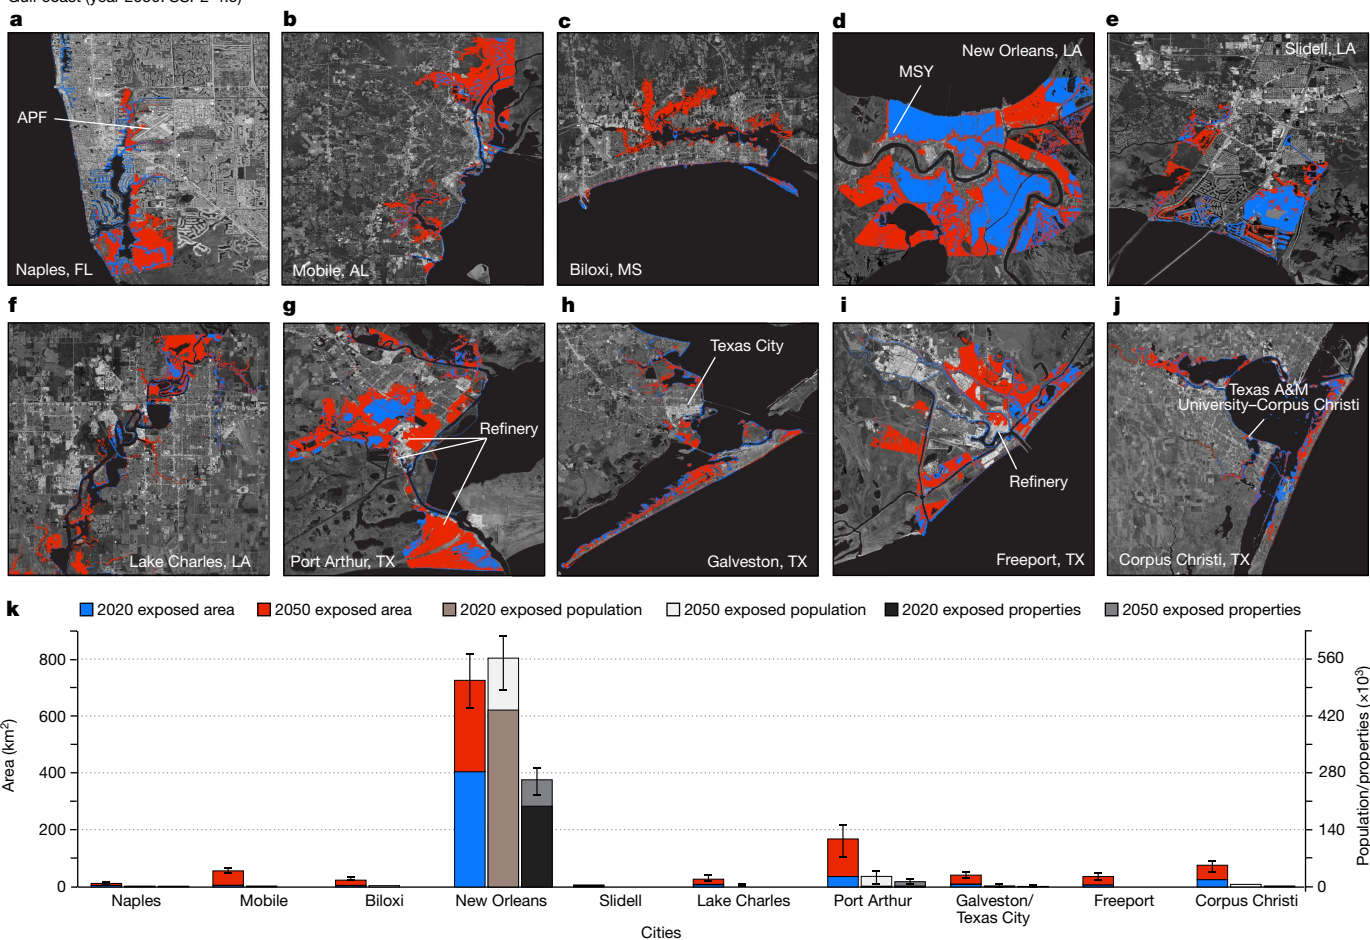 a
b
c
d
e
APF
Naples, FL
Mobile, AL
Biloxi, MS
New Orleans, LA
MSY
Slidell, LA
f
g
h
i
j
Lake Charles, LA
Refinery
Port Arthur, TX
Texas City
Galveston, TX
Refinery
Freeport, TX
Texas A&M
University–Corpus Christi
Corpus Christi, TX
k
2020 exposed area
2050 exposed area
2020 exposed population
2050 exposed population
2020 exposed properties
2050 exposed properties
Area (km²)
800
600
400
200
0
Population/properties (×10³)
560
420
280
140
0
Naples
Mobile
Biloxi
New Orleans
Slidell
Lake Charles
Port Arthur
Galveston/
Texas City
Freeport
Corpus Christi
Cities